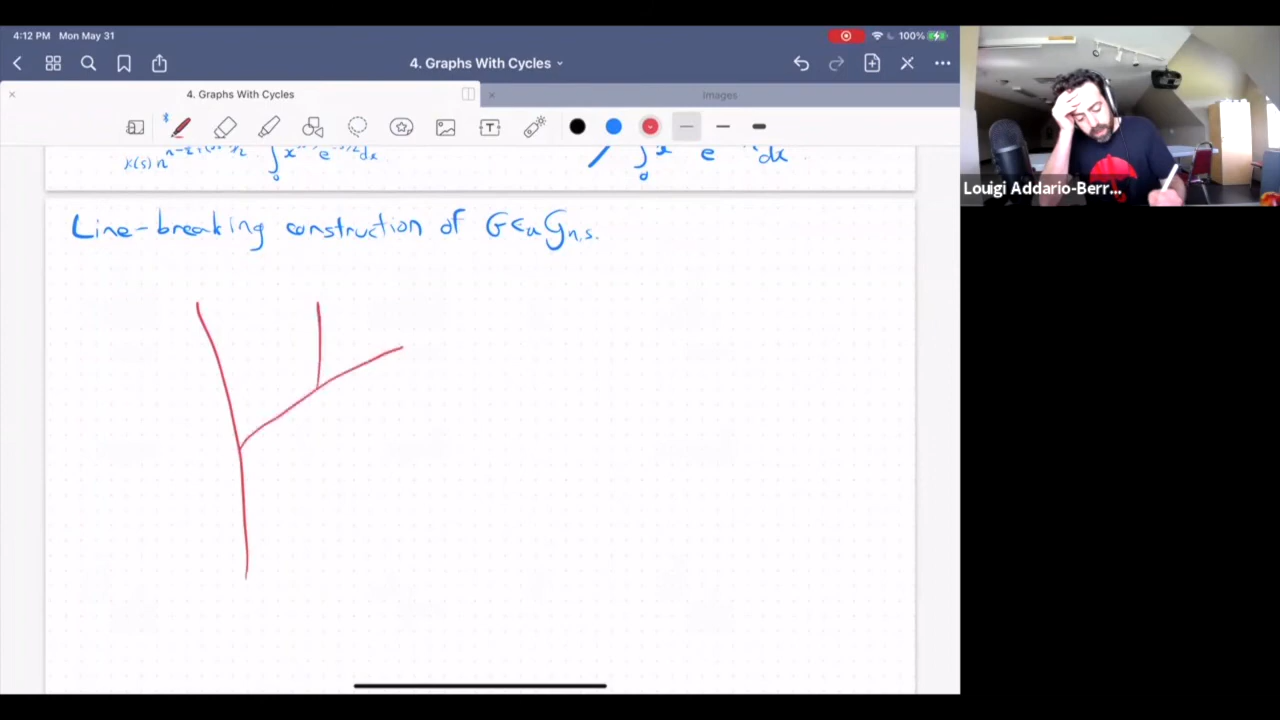 4:12 PM Mon May 31
100%
4. Graphs With Cycles
4. Graphs With Cycles
Images
Louigi Addario-Berr...
Line-breaking construction of G ∈ᵤ 𝒢ₙ,ₛ.